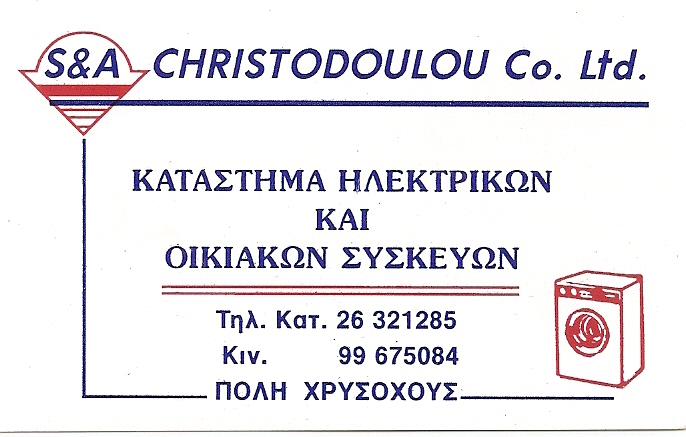 S&A CHRISTODOULOU Co. Ltd.
ΚΑΤΑΣΤΗΜΑ ΗΛΕΚΤΡΙΚΩΝ
ΚΑΙ
ΟΙΚΙΑΚΩΝ ΣΥΣΚΕΥΩΝ
Τηλ. Κατ. 26 321285
Κιν. 99 675084
ΠΟΛΗ ΧΡΥΣΟΧΟΥΣ